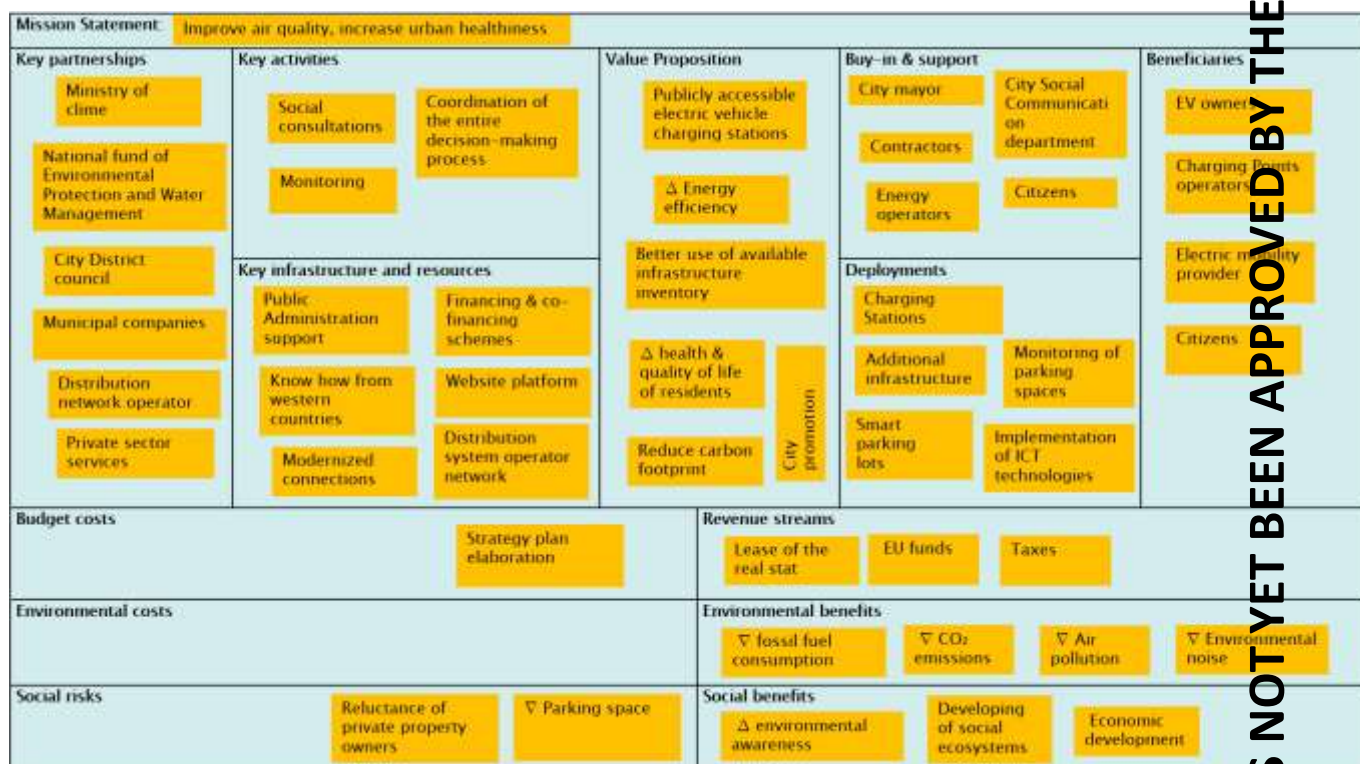 Mission Statement
Improve air quality, increase urban healthiness
Key partnerships
Ministry of
clime
National fund of
Environmental
Protection and Water
Management
City District
council
Municipal companies
Distribution
network operator
Private sector
services
Key activities
Social
consultations
Coordination of
the entire
decision-making
process
Monitoring
Key infrastructure and resources
Public
Administration
support
Financing & co-
financing
schemes
Know how from
western
countries
Website platform
Modernized
connections
Distribution
system operator
network
Value Proposition
Publicly accessible
electric vehicle
charging stations
Δ Energy
efficiency
Better use of available
infrastructure
inventory
Δ health &
quality of life
of residents
City
promotion
Reduce carbon
footprint
Buy-in & support
City mayor
City Social
Communicati
on
department
Contractors
Energy
operators
Citizens
Deployments
Charging
Stations
Additional
infrastructure
Monitoring of
parking
spaces
Smart
parking
lots
Implementation
of ICT
technologies
Beneficiaries
EV owners
Charging Points
operators
Electric mobility
provider
Citizens
Budget costs
Strategy plan
elaboration
Revenue streams
Lease of the
real stat
EU funds
Taxes
Environmental costs
Environmental benefits
∇ fossil fuel
consumption
∇ CO₂
emissions
∇ Air
pollution
∇ Environmental
noise
Social risks
Reluctance of
private property
owners
∇ Parking space
Social benefits
Δ environmental
awareness
Developing
of social
ecosystems
Economic
development
NOT YET BEEN APPROVED BY THE